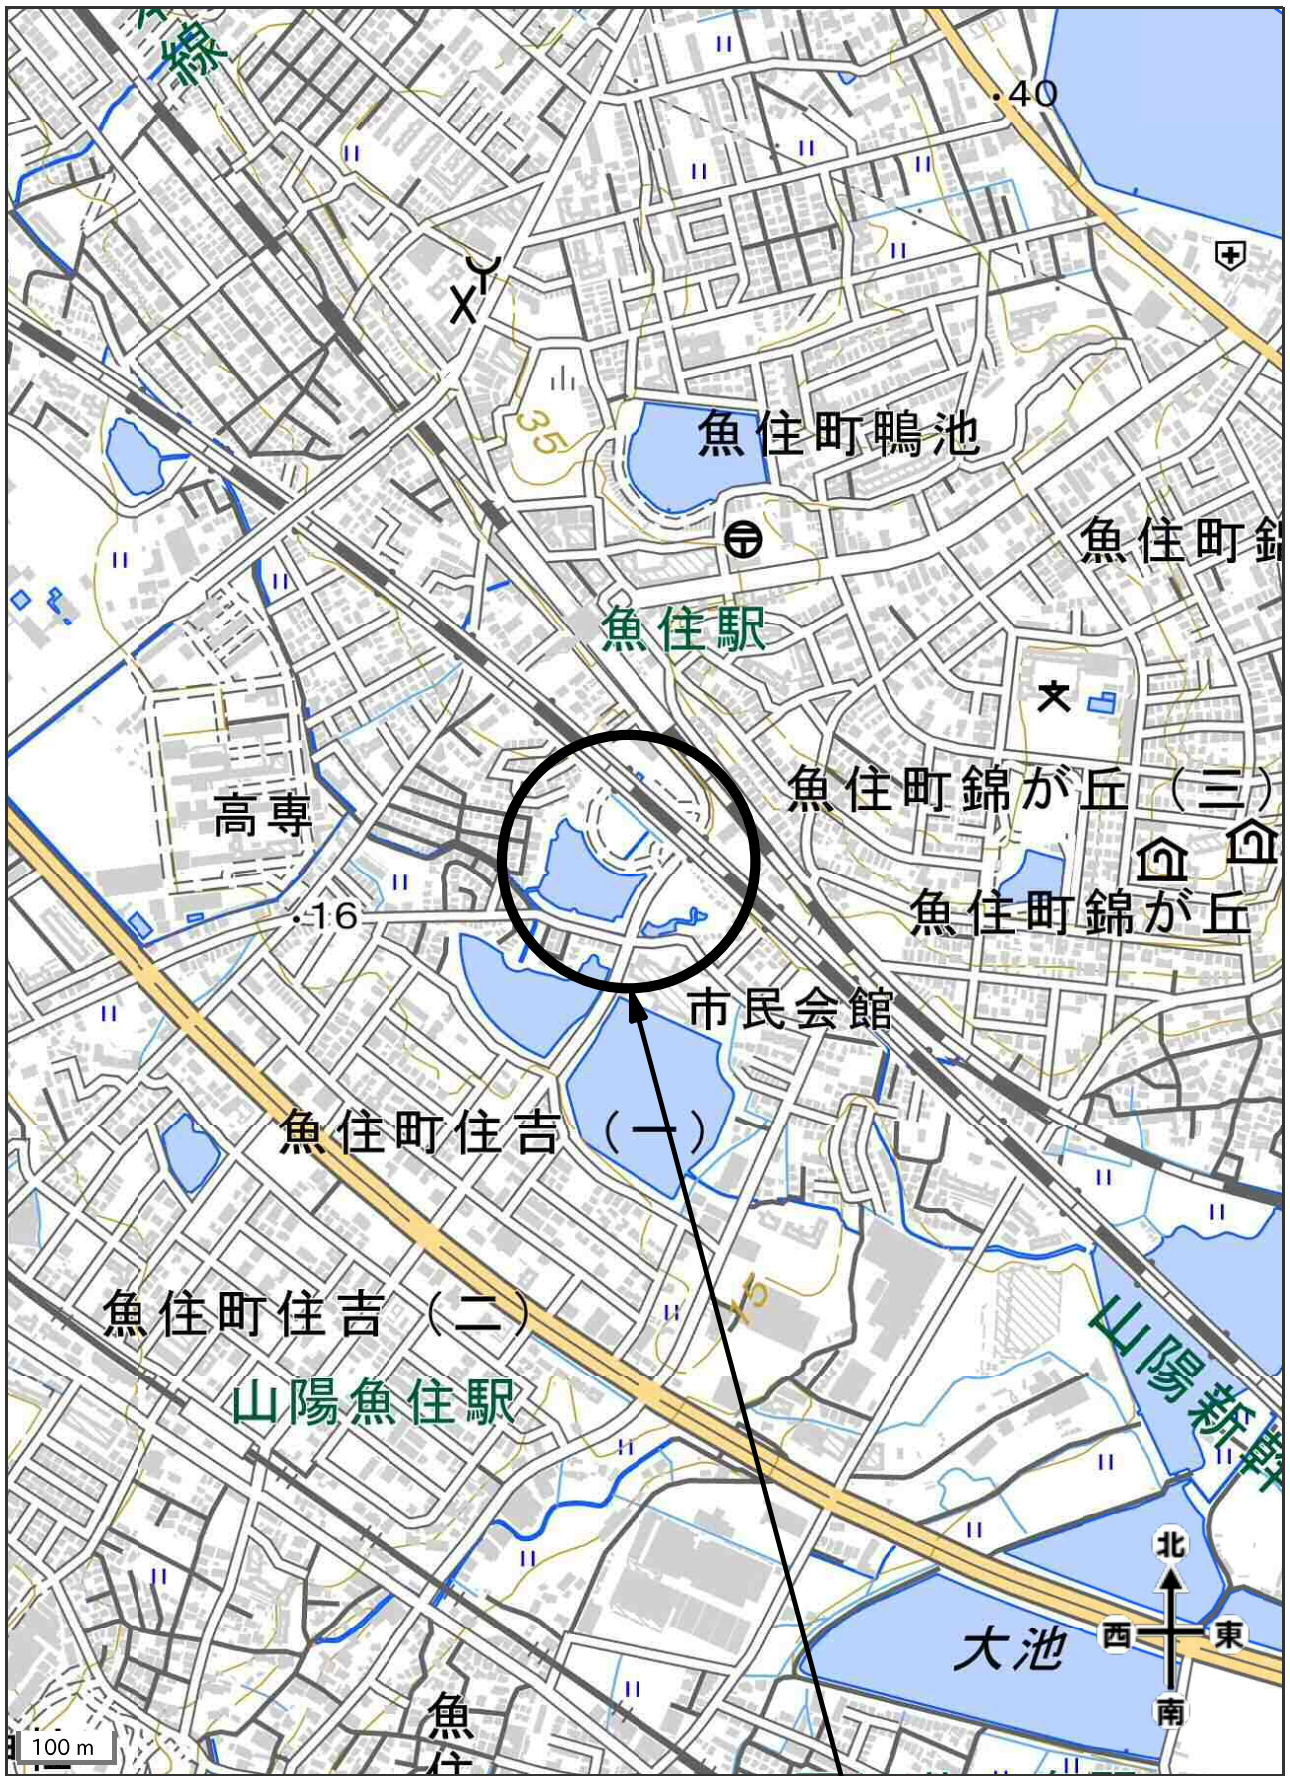 線
・40
魚住町鴨池
35
魚住町錦
魚住駅
魚住町錦が丘（三）
高専
魚住町錦が丘
・16
市民会館
魚住町住吉（一）
15
魚住町住吉（二）
山陽新幹
山陽魚住駅
北
西
東
大池
南
魚住
100 m